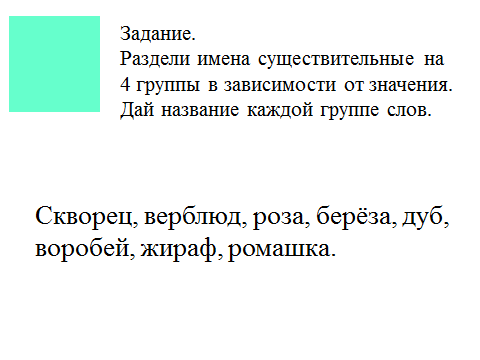 Задание.
Раздели имена существительные на
4 группы в зависимости от значения.
Дай название каждой группе слов.
Скворец, верблюд, роза, берёза, дуб,
воробей, жираф, ромашка.